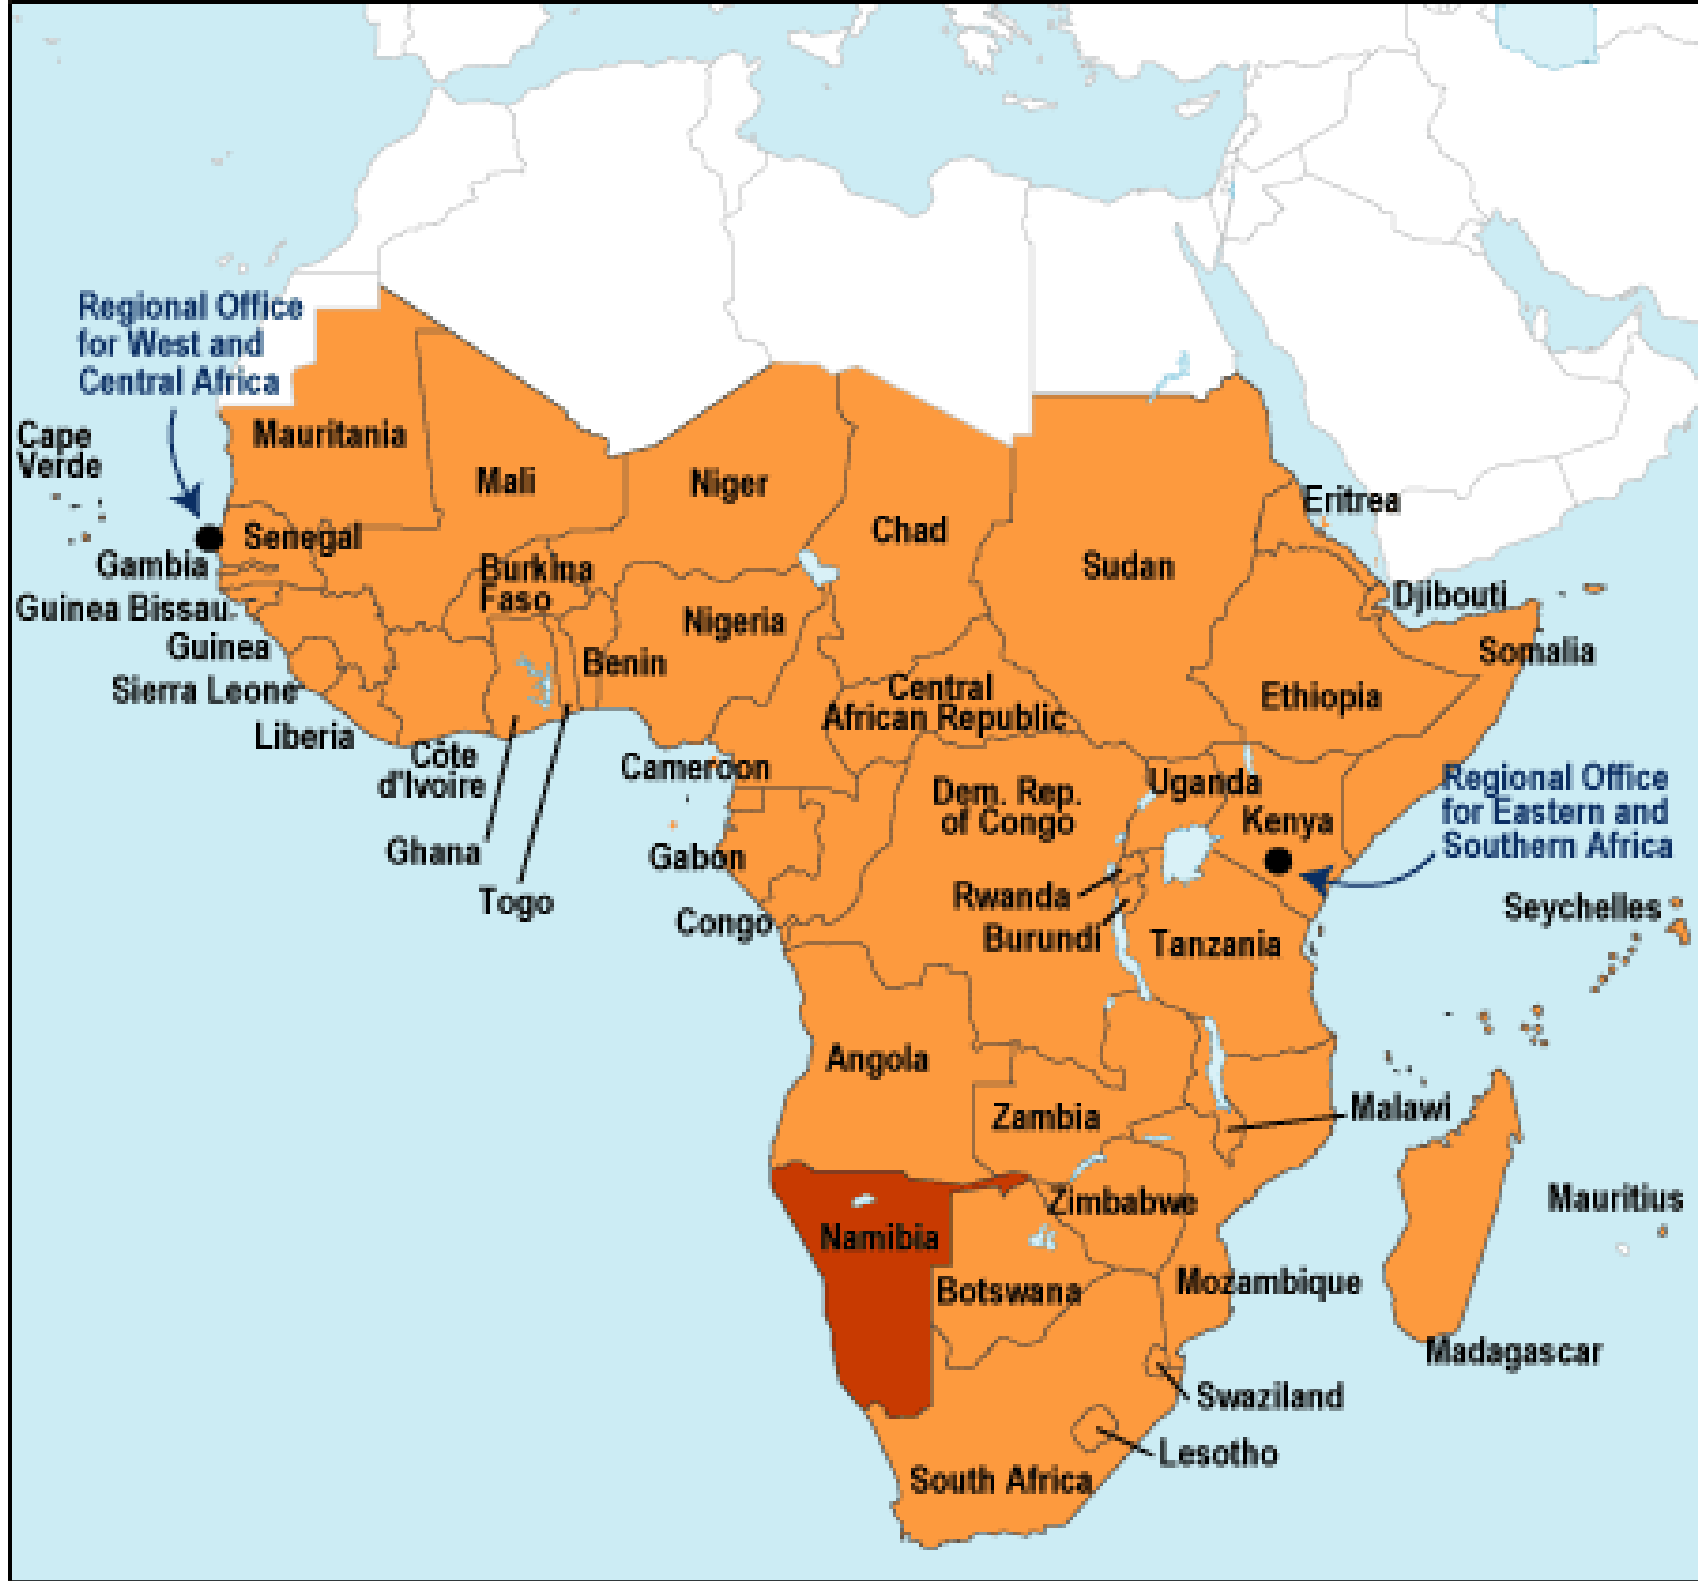 Regional Office
for West and
Central Africa
Cape
Verde
Mauritania
Mali
Niger
Chad
Sudan
Eritrea
Senegal
Gambia
Burkina
Faso
Djibouti
Guinea Bissau
Nigeria
Guinea
Benin
Somalia
Sierra Leone
Central
African Republic
Ethiopia
Liberia
Côte
d'Ivoire
Cameroon
Uganda
Regional Office
for Eastern and
Southern Africa
Dem. Rep.
of Congo
Kenya
Ghana
Gabon
Togo
Rwanda
Congo
Burundi
Tanzania
Seychelles
Angola
Zambia
Malawi
Zimbabwe
Mauritius
Namibia
Botswana
Mozambique
Madagascar
Swaziland
Lesotho
South Africa